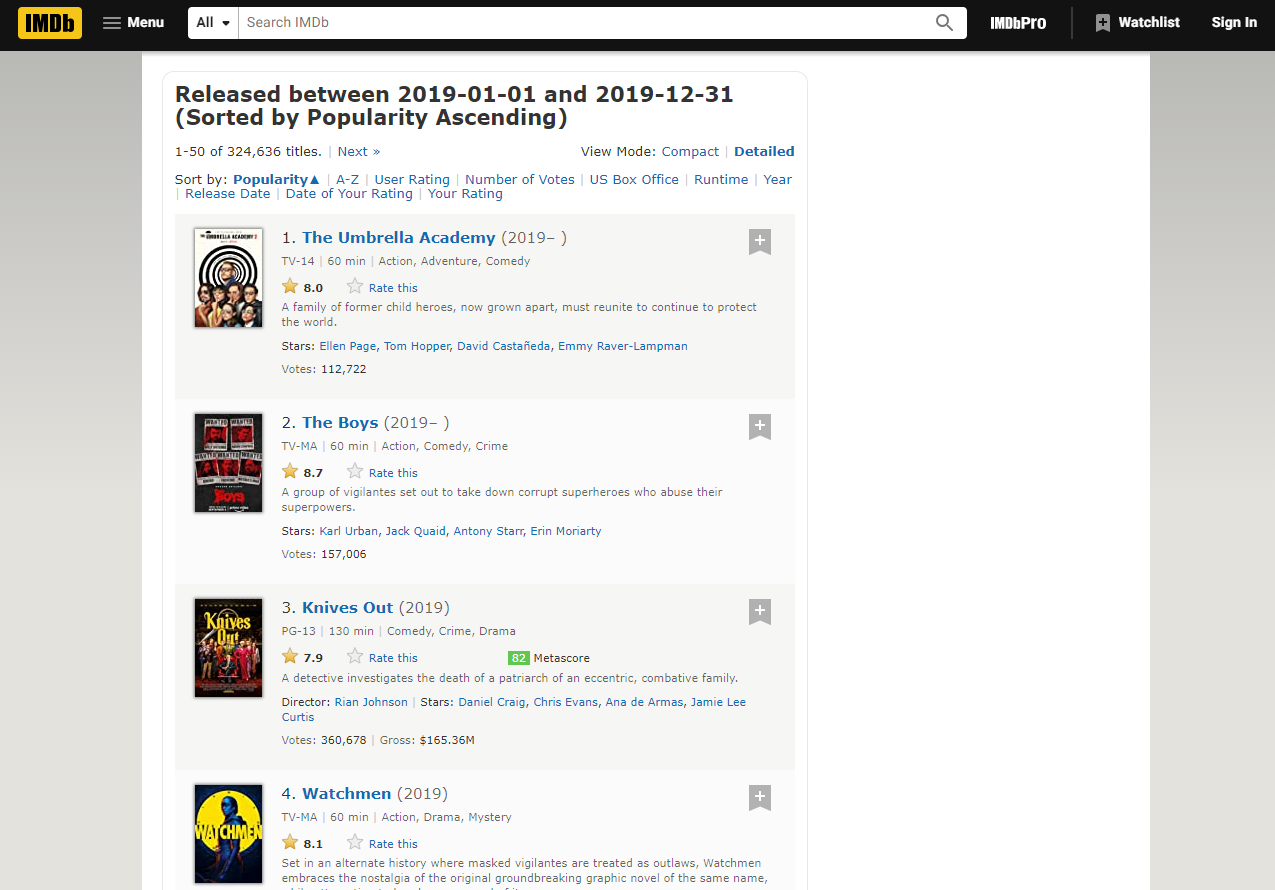 IMDb Menu All Search IMDb IMDbPro Watchlist Sign In
Released between 2019-01-01 and 2019-12-31
(Sorted by Popularity Ascending)
1-50 of 324,636 titles. | Next » View Mode: Compact | Detailed
Sort by: Popularity▲ | A-Z | User Rating | Number of Votes | US Box Office | Runtime | Year
| Release Date | Date of Your Rating | Your Rating
1. The Umbrella Academy (2019– )
TV-14 | 60 min | Action, Adventure, Comedy
8.0 Rate this
A family of former child heroes, now grown apart, must reunite to continue to protect
the world.
Stars: Ellen Page, Tom Hopper, David Castañeda, Emmy Raver-Lampman
Votes: 112,722
WANTED WANTED
WANTED WANTED WANTED
THE BOYS
2. The Boys (2019– )
TV-MA | 60 min | Action, Comedy, Crime
8.7 Rate this
A group of vigilantes set out to take down corrupt superheroes who abuse their
superpowers.
Stars: Karl Urban, Jack Quaid, Antony Starr, Erin Moriarty
Votes: 157,006
Knives
Out
3. Knives Out (2019)
PG-13 | 130 min | Comedy, Crime, Drama
7.9 Rate this 82 Metascore
A detective investigates the death of a patriarch of an eccentric, combative family.
Director: Rian Johnson | Stars: Daniel Craig, Chris Evans, Ana de Armas, Jamie Lee
Curtis
Votes: 360,678 | Gross: $165.36M
WATCHMEN
4. Watchmen (2019)
TV-MA | 60 min | Action, Drama, Mystery
8.1 Rate this
Set in an alternate history where masked vigilantes are treated as outlaws, Watchmen
embraces the nostalgia of the original groundbreaking graphic novel of the same name,